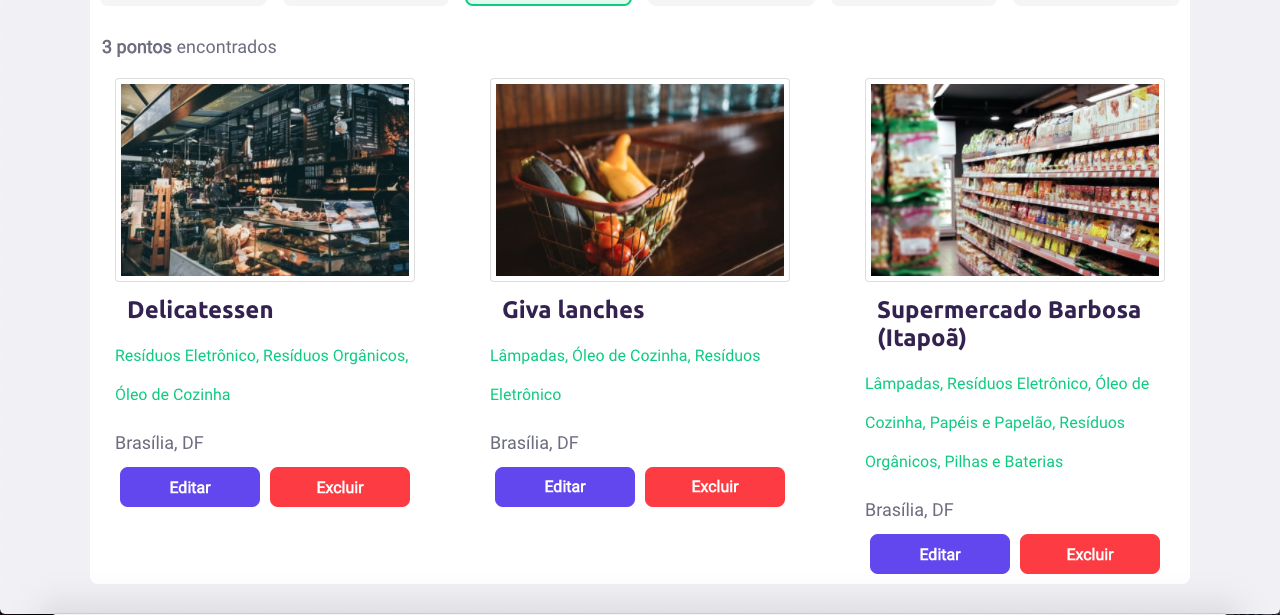 3 pontos encontrados
Delicatessen
Resíduos Eletrônico, Resíduos Orgânicos,
Óleo de Cozinha
Brasília, DF
Editar
Excluir
Giva lanches
Lâmpadas, Óleo de Cozinha, Resíduos
Eletrônico
Brasília, DF
Editar
Excluir
Supermercado Barbosa
(Itapoã)
Lâmpadas, Resíduos Eletrônico, Óleo de
Cozinha, Papéis e Papelão, Resíduos
Orgânicos, Pilhas e Baterias
Brasília, DF
Editar
Excluir